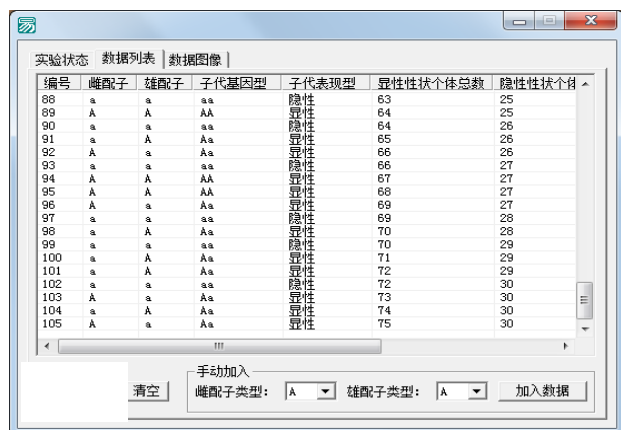 实验状态 数据列表 数据图像
编号 雌配子 雄配子 子代基因型 子代表现型 显性性状个体总数 隐性性状个体
88 a a aa 隐性 63 25
89 A A AA 显性 64 25
90 a a aa 隐性 64 26
91 A a Aa 显性 65 26
92 A a Aa 显性 66 26
93 a a aa 隐性 66 27
94 A A AA 显性 67 27
95 A A AA 显性 68 27
96 A a Aa 显性 69 27
97 a a aa 隐性 69 28
98 a A Aa 显性 70 28
99 a a aa 隐性 70 29
100 a A Aa 显性 71 29
101 a A Aa 显性 72 29
102 a a aa 隐性 72 30
103 A a Aa 显性 73 30
104 a A Aa 显性 74 30
105 A a Aa 显性 75 30
手动加入
清空 雌配子类型: A 雄配子类型: A 加入数据